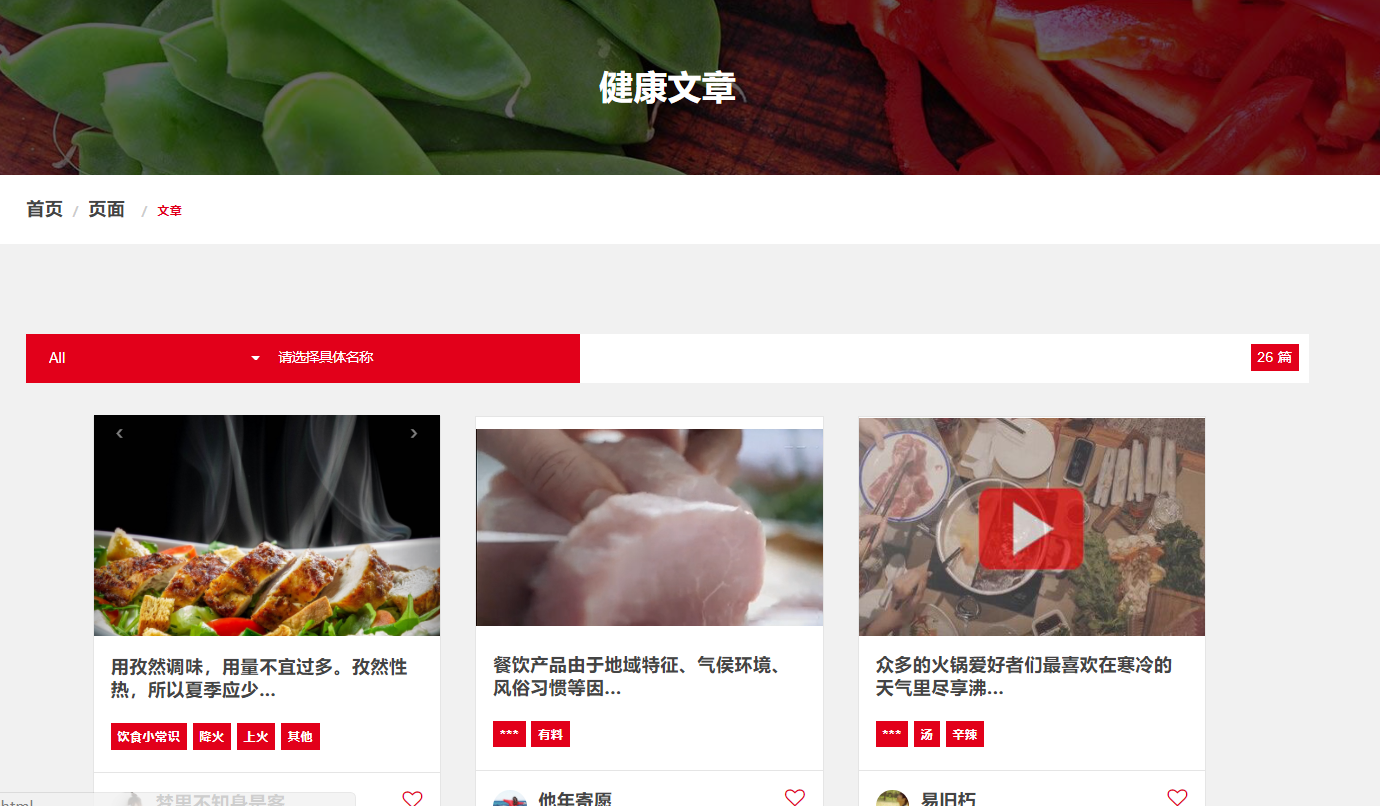 健康文章
首页 / 页面 / 文章
All 请选择具体名称 26 篇
用孜然调味，用量不宜过多。孜然性
热，所以夏季应少...
饮食小常识 降火 上火 其他
餐饮产品由于地域特征、气候环境、
风俗习惯等因...
*** 有料
众多的火锅爱好者们最喜欢在寒冷的
天气里尽享沸...
*** 汤 辛辣
梦里不知身是客
他年寄愿
易旧朽
html